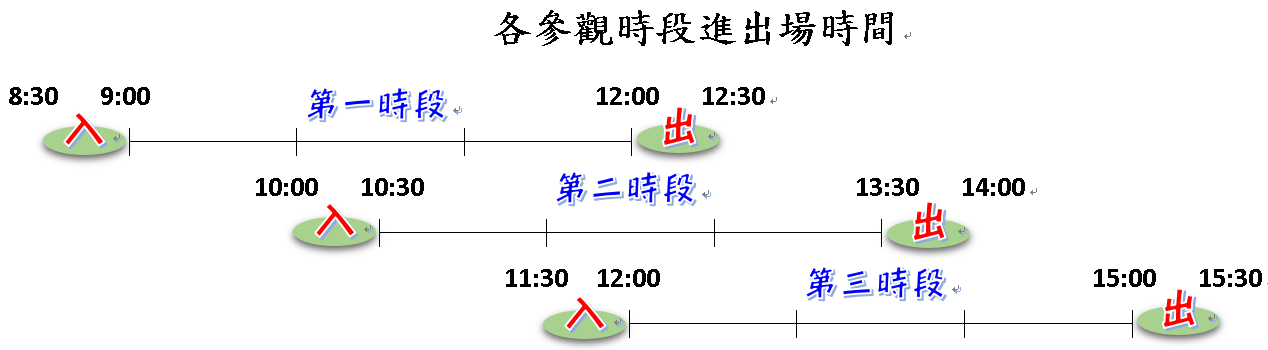 各參觀時段進出場時間
8:30 9:00 第一時段 12:00 12:30
入 出
10:00 10:30 第二時段 13:30 14:00
入 出
11:30 12:00 第三時段 15:00 15:30
入 出